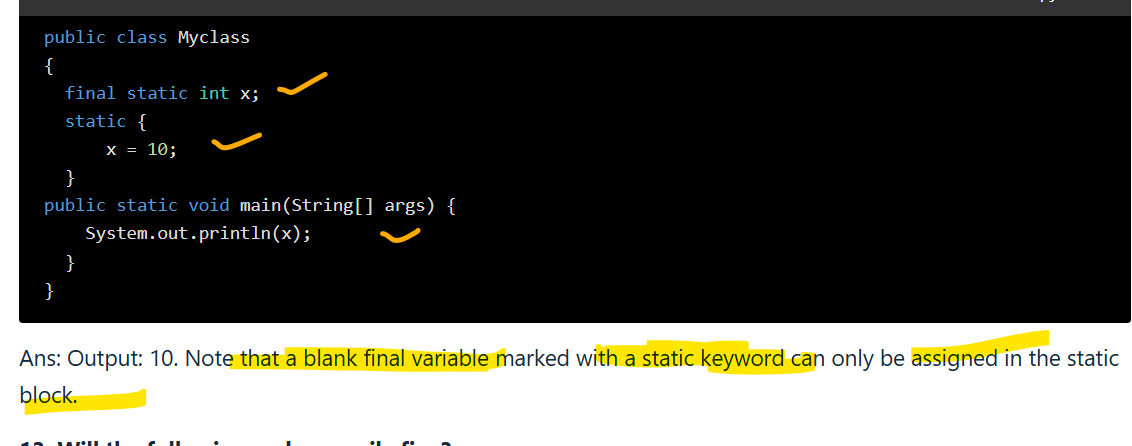 public class Myclass
{
final static int x;
static {
x = 10;
}
public static void main(String[] args) {
System.out.println(x);
}
}
Ans: Output: 10. Note that a blank final variable marked with a static keyword can only be assigned in the static
block.